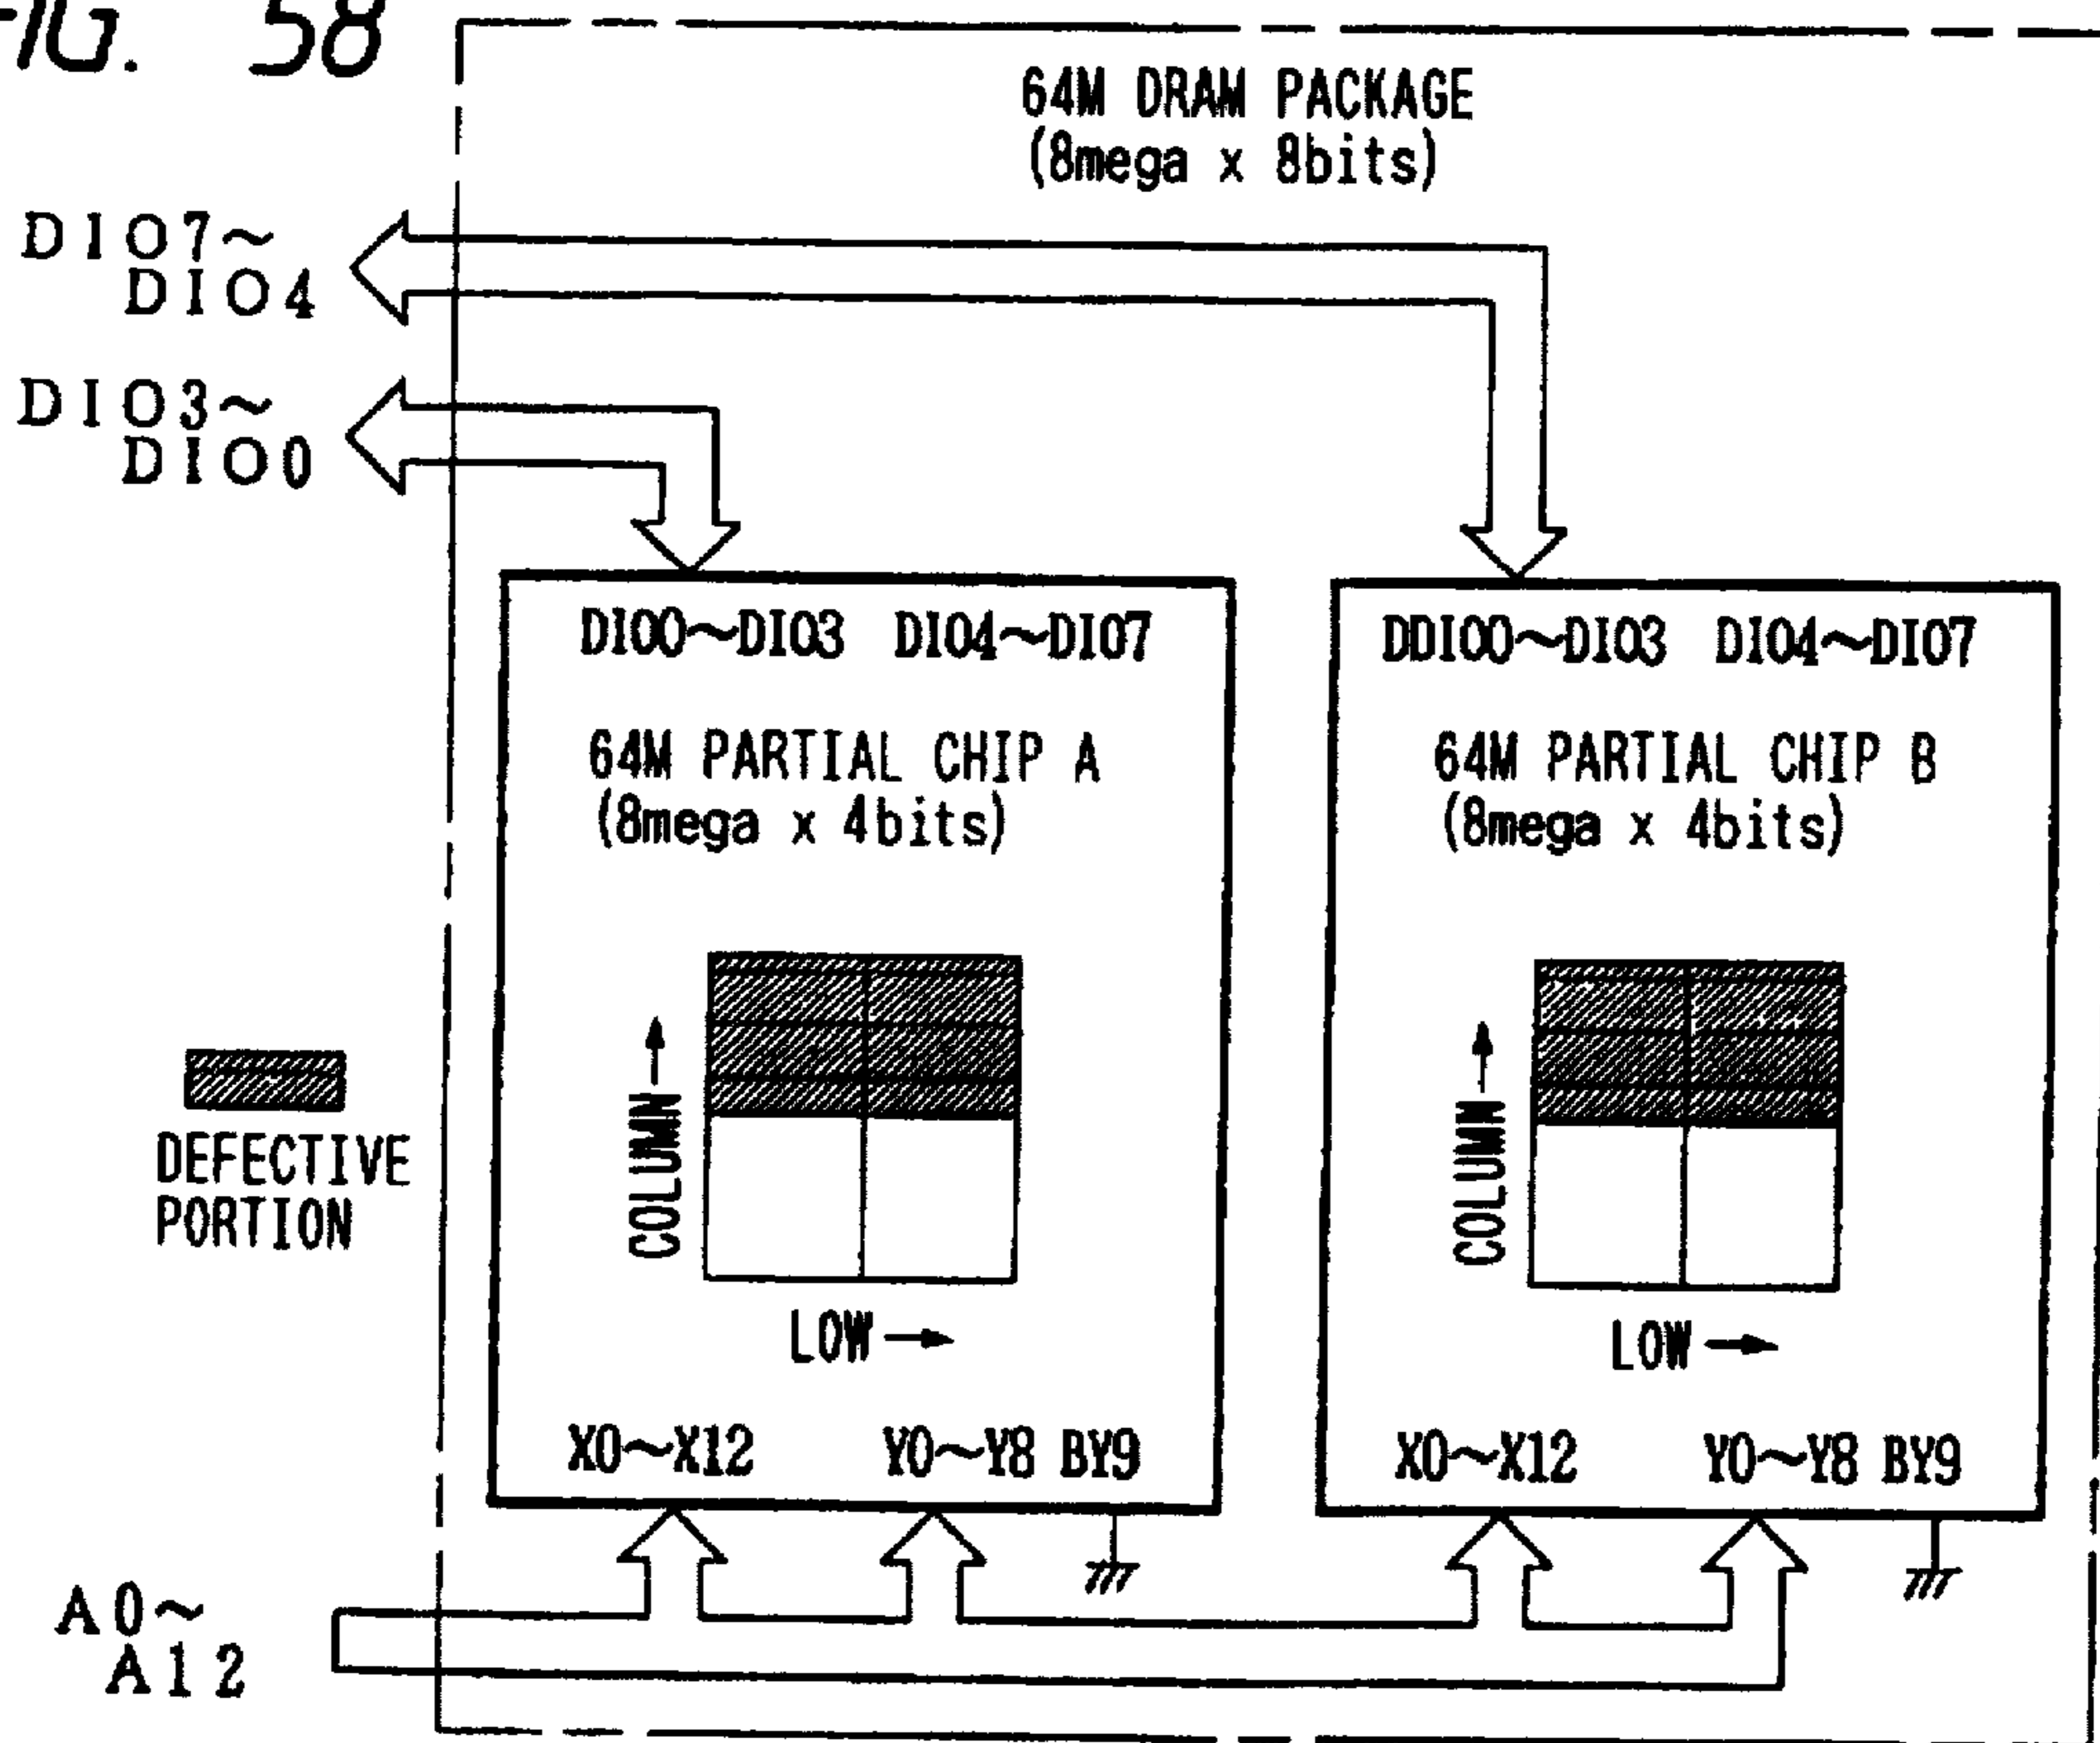 FIG. 58
64M DRAM PACKAGE
(8mega x 8bits)
DIO7~
DIO4
DIO3~
DIO0
DIO0~DIO3 DIO4~DIO7
64M PARTIAL CHIP A
(8mega x 4bits)
COLUMN
LOW
X0~X12 Y0~Y8 BY9
DDIO0~DIO3 DIO4~DIO7
64M PARTIAL CHIP B
(8mega x 4bits)
COLUMN
LOW
X0~X12 Y0~Y8 BY9
DEFECTIVE
PORTION
A0~
A12